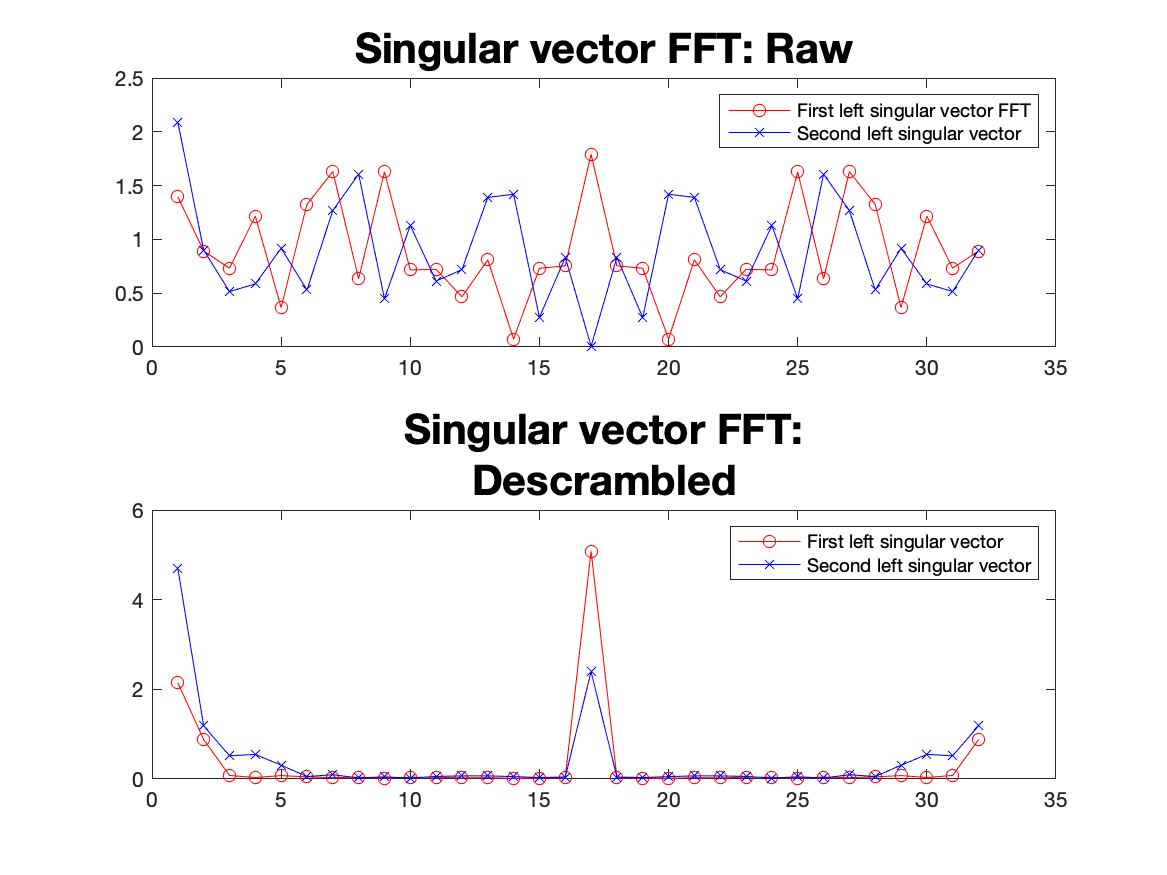 Singular vector FFT: Raw
2.5
2
1.5
1
0.5
0
First left singular vector FFT
Second left singular vector
0 5 10 15 20 25 30 35
Singular vector FFT:
Descrambled
6
4
2
0
First left singular vector
Second left singular vector
0 5 10 15 20 25 30 35